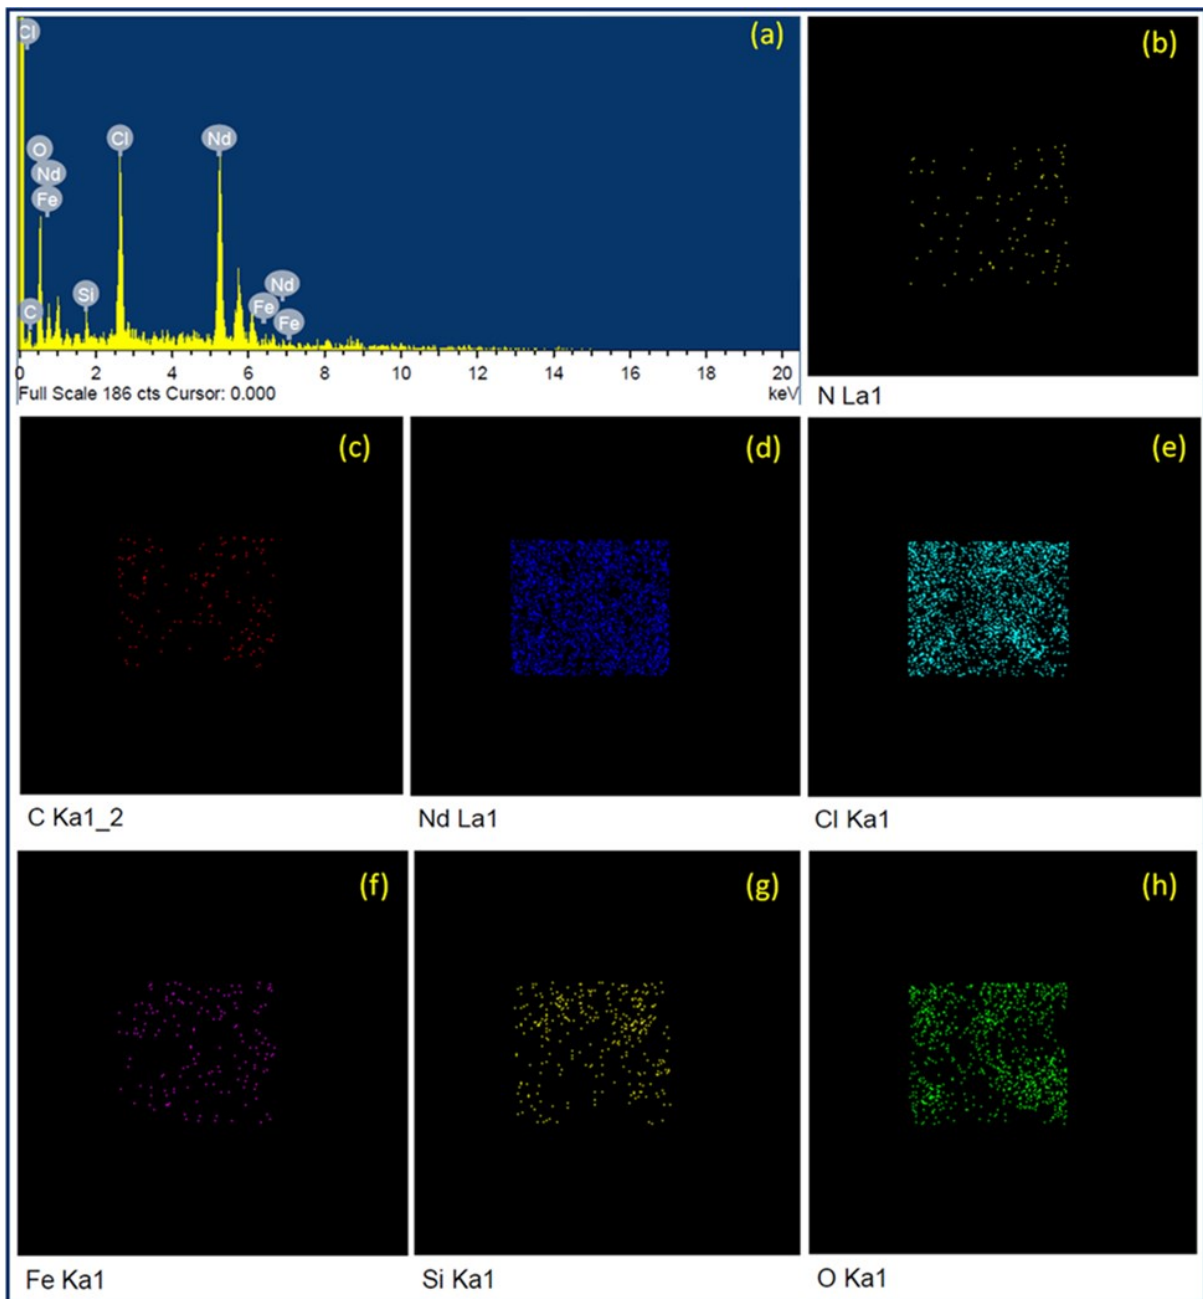 (a)
Cl
O
Nd
Fe
C
Si
Cl
Nd
Nd
Fe
Fe
0 2 4 6 8 10 12 14 16 18 20
Full Scale 186 cts Cursor: 0.000 keV
(b)
N La1
(c)
C Ka1_2
(d)
Nd La1
(e)
Cl Ka1
(f)
Fe Ka1
(g)
Si Ka1
(h)
O Ka1